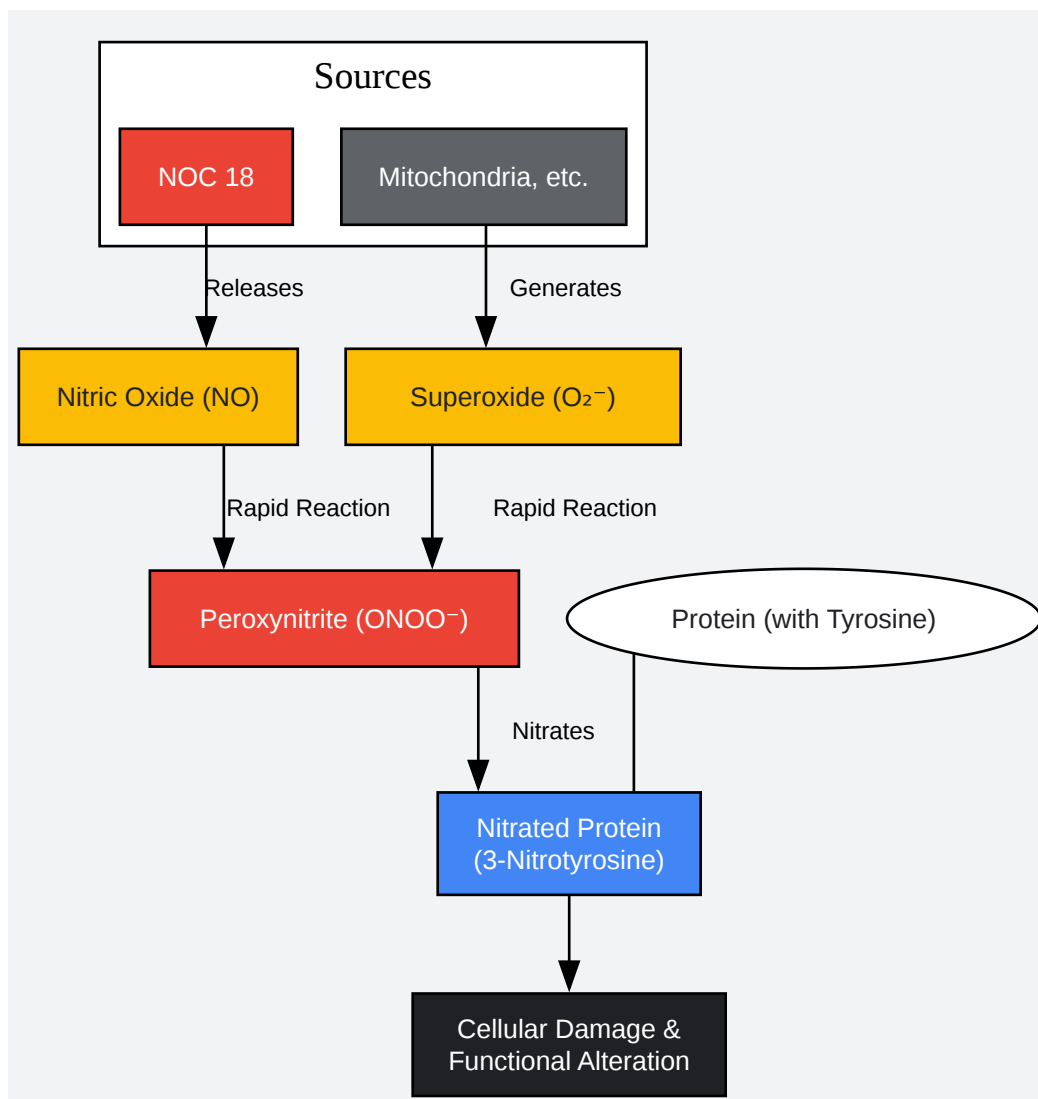 Sources
NOC 18
Mitochondria, etc.
Releases
Generates
Nitric Oxide (NO)
Superoxide (O₂⁻)
Rapid Reaction
Rapid Reaction
Peroxynitrite (ONOO⁻)
Protein (with Tyrosine)
Nitrates
Nitrated Protein
(3-Nitrotyrosine)
Cellular Damage &
Functional Alteration